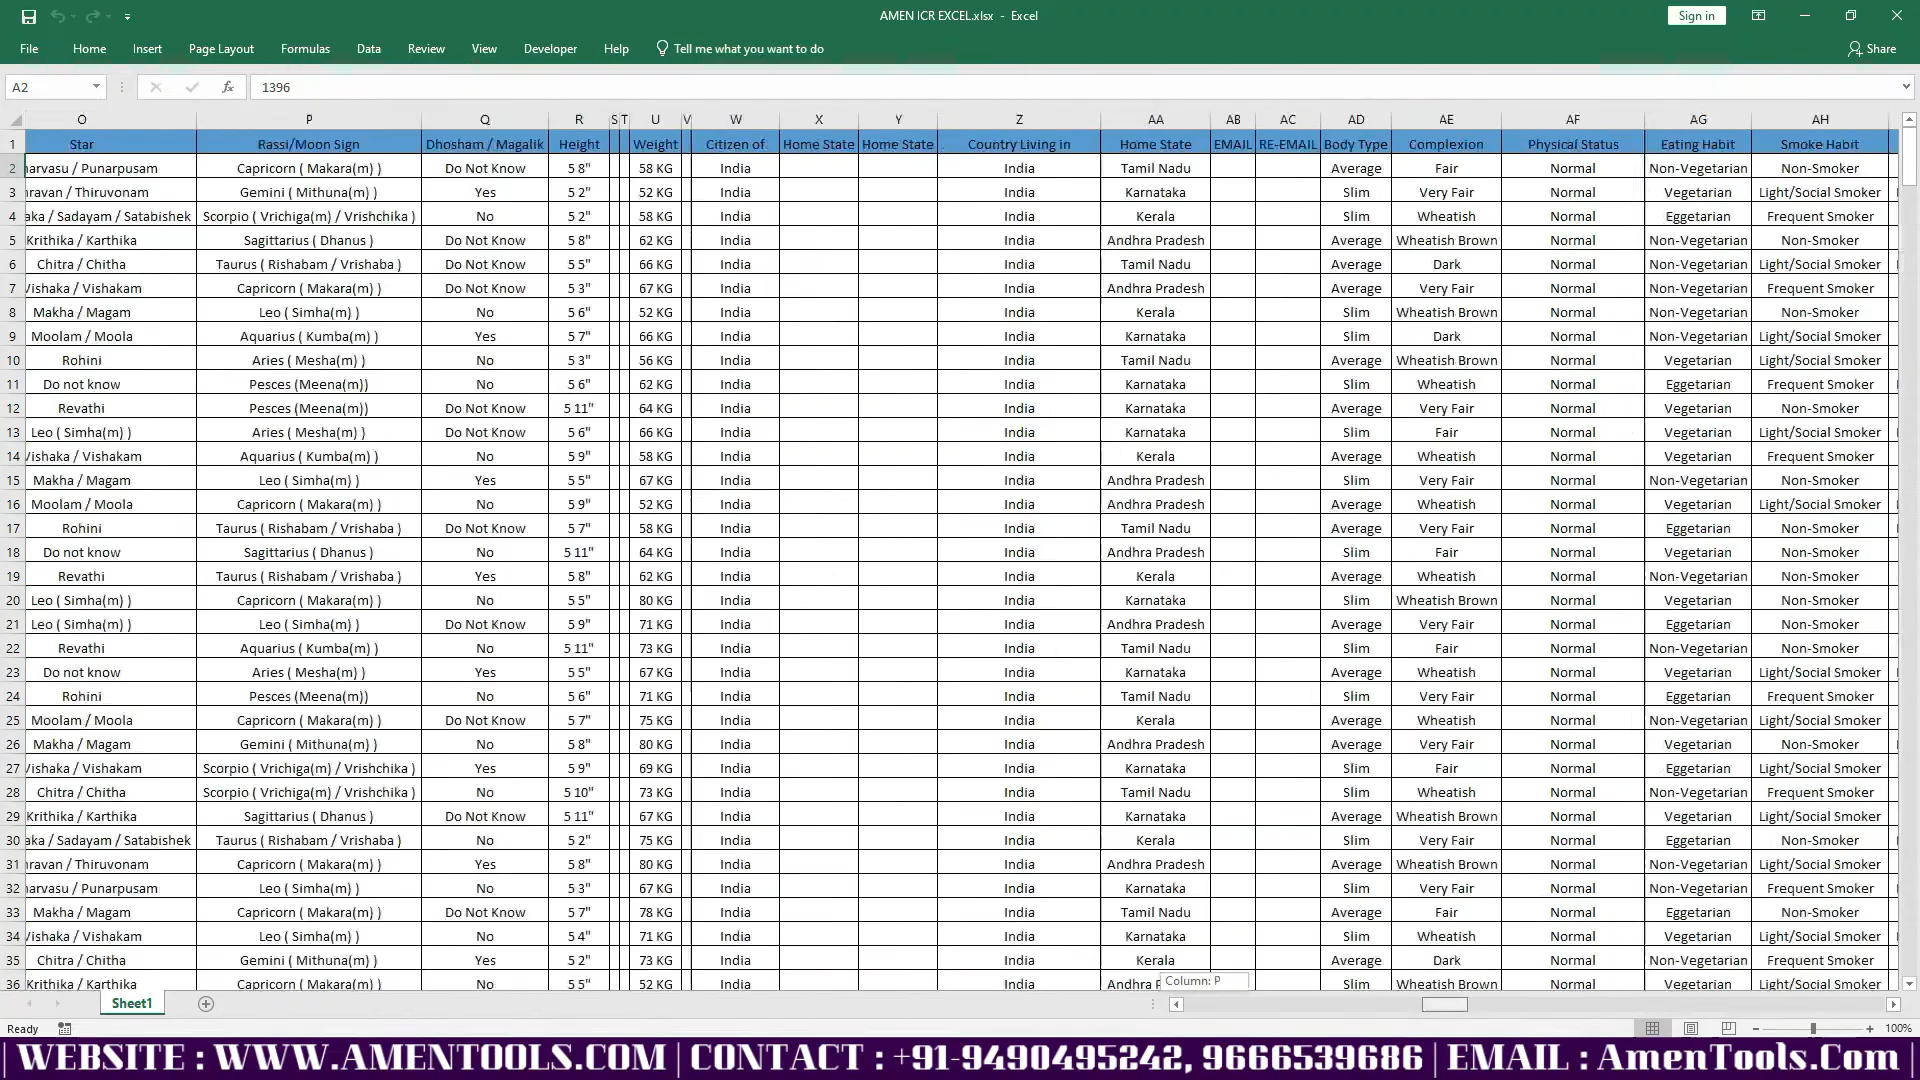 AMEN ICR EXCEL.xlsx - Excel
Sign in
File Home Insert Page Layout Formulas Data Review View Developer Help Tell me what you want to do Share
A2 fx 1396
O P Q R S T U V W X Y Z AA AB AC AD AE AF AG AH
1 Star Rassi/Moon Sign Dhosham / Magalik Height Weight Citizen of Home State Home State Country Living in Home State EMAIL RE-EMAIL Body Type Complexion Physical Status Eating Habit Smoke Habit
2 arvasu / Punarpusam Capricorn ( Makara(m) ) Do Not Know 5 8" 58 KG India India Tamil Nadu Average Fair Normal Non-Vegetarian Non-Smoker
3 ravan / Thiruvonam Gemini ( Mithuna(m) ) Yes 5 2" 52 KG India India Karnataka Slim Very Fair Normal Vegetarian Light/Social Smoker
4 aka / Sadayam / Satabishek Scorpio ( Vrichiga(m) / Vrishchika ) No 5 2" 58 KG India India Kerala Slim Wheatish Normal Eggetarian Frequent Smoker
5 Krithika / Karthika Sagittarius ( Dhanus ) Do Not Know 5 8" 62 KG India India Andhra Pradesh Average Wheatish Brown Normal Non-Vegetarian Non-Smoker
6 Chitra / Chitha Taurus ( Rishabam / Vrishaba ) Do Not Know 5 5" 66 KG India India Tamil Nadu Average Dark Normal Non-Vegetarian Light/Social Smoker
7 Vishaka / Vishakam Capricorn ( Makara(m) ) Do Not Know 5 3" 67 KG India India Andhra Pradesh Average Very Fair Normal Non-Vegetarian Frequent Smoker
8 Makha / Magam Leo ( Simha(m) ) No 5 6" 52 KG India India Kerala Slim Wheatish Brown Normal Non-Vegetarian Non-Smoker
9 Moolam / Moola Aquarius ( Kumba(m) ) Yes 5 7" 66 KG India India Karnataka Slim Dark Normal Non-Vegetarian Light/Social Smoker
10 Rohini Aries ( Mesha(m) ) No 5 3" 56 KG India India Tamil Nadu Average Wheatish Brown Normal Vegetarian Light/Social Smoker
11 Do not know Pesces (Meena(m)) No 5 6" 62 KG India India Karnataka Slim Wheatish Normal Eggetarian Frequent Smoker
12 Revathi Pesces (Meena(m)) Do Not Know 5 11" 64 KG India India Karnataka Average Very Fair Normal Vegetarian Non-Smoker
13 Leo ( Simha(m) ) Aries ( Mesha(m) ) Do Not Know 5 6" 66 KG India India Karnataka Slim Fair Normal Vegetarian Light/Social Smoker
14 Vishaka / Vishakam Aquarius ( Kumba(m) ) No 5 9" 58 KG India India Kerala Average Wheatish Normal Vegetarian Frequent Smoker
15 Makha / Magam Leo ( Simha(m) ) Yes 5 5" 67 KG India India Andhra Pradesh Slim Very Fair Normal Non-Vegetarian Non-Smoker
16 Moolam / Moola Capricorn ( Makara(m) ) No 5 9" 52 KG India India Andhra Pradesh Average Wheatish Normal Vegetarian Light/Social Smoker
17 Rohini Taurus ( Rishabam / Vrishaba ) Do Not Know 5 7" 58 KG India India Tamil Nadu Average Very Fair Normal Eggetarian Non-Smoker
18 Do not know Sagittarius ( Dhanus ) No 5 11" 64 KG India India Andhra Pradesh Slim Fair Normal Vegetarian Non-Smoker
19 Revathi Taurus ( Rishabam / Vrishaba ) Yes 5 8" 62 KG India India Kerala Average Wheatish Normal Non-Vegetarian Non-Smoker
20 Leo ( Simha(m) ) Capricorn ( Makara(m) ) No 5 5" 80 KG India India Karnataka Slim Wheatish Brown Normal Vegetarian Non-Smoker
21 Leo ( Simha(m) ) Leo ( Simha(m) ) Do Not Know 5 9" 71 KG India India Andhra Pradesh Average Very Fair Normal Eggetarian Non-Smoker
22 Revathi Aquarius ( Kumba(m) ) No 5 11" 73 KG India India Tamil Nadu Slim Fair Normal Non-Vegetarian Non-Smoker
23 Do not know Aries ( Mesha(m) ) Yes 5 5" 67 KG India India Karnataka Average Wheatish Normal Vegetarian Light/Social Smoker
24 Rohini Pesces (Meena(m)) No 5 6" 71 KG India India Tamil Nadu Slim Very Fair Normal Eggetarian Frequent Smoker
25 Moolam / Moola Capricorn ( Makara(m) ) Do Not Know 5 7" 75 KG India India Kerala Average Wheatish Normal Non-Vegetarian Light/Social Smoker
26 Makha / Magam Gemini ( Mithuna(m) ) No 5 8" 80 KG India India Andhra Pradesh Average Very Fair Normal Vegetarian Non-Smoker
27 Vishaka / Vishakam Scorpio ( Vrichiga(m) / Vrishchika ) Yes 5 9" 69 KG India India Karnataka Slim Fair Normal Eggetarian Light/Social Smoker
28 Chitra / Chitha Scorpio ( Vrichiga(m) / Vrishchika ) No 5 10" 73 KG India India Tamil Nadu Slim Wheatish Normal Non-Vegetarian Frequent Smoker
29 Krithika / Karthika Sagittarius ( Dhanus ) Do Not Know 5 11" 67 KG India India Karnataka Average Wheatish Brown Normal Vegetarian Light/Social Smoker
30 aka / Sadayam / Satabishek Taurus ( Rishabam / Vrishaba ) No 5 2" 75 KG India India Kerala Slim Very Fair Normal Eggetarian Non-Smoker
31 ravan / Thiruvonam Capricorn ( Makara(m) ) Yes 5 8" 80 KG India India Andhra Pradesh Average Wheatish Brown Normal Non-Vegetarian Light/Social Smoker
32 arvasu / Punarpusam Leo ( Simha(m) ) No 5 3" 67 KG India India Karnataka Slim Very Fair Normal Non-Vegetarian Frequent Smoker
33 Makha / Magam Capricorn ( Makara(m) ) Do Not Know 5 7" 78 KG India India Tamil Nadu Average Fair Normal Eggetarian Non-Smoker
34 Vishaka / Vishakam Leo ( Simha(m) ) No 5 4" 71 KG India India Karnataka Slim Wheatish Normal Vegetarian Light/Social Smoker
35 Chitra / Chitha Gemini ( Mithuna(m) ) Yes 5 2" 73 KG India India Kerala Average Dark Normal Non-Vegetarian Frequent Smoker
36 Krithika / Karthika Capricorn ( Makara(m) ) No 5 5" 52 KG India India Andhra P Slim Wheatish Brown Normal Vegetarian Light/Social Smoker
Column: P
Sheet1
Ready 100%
| WEBSITE : WWW.AMENTOOLS.COM | CONTACT : +91-9490495242, 9666539686 | EMAIL : AmenTools.Com |